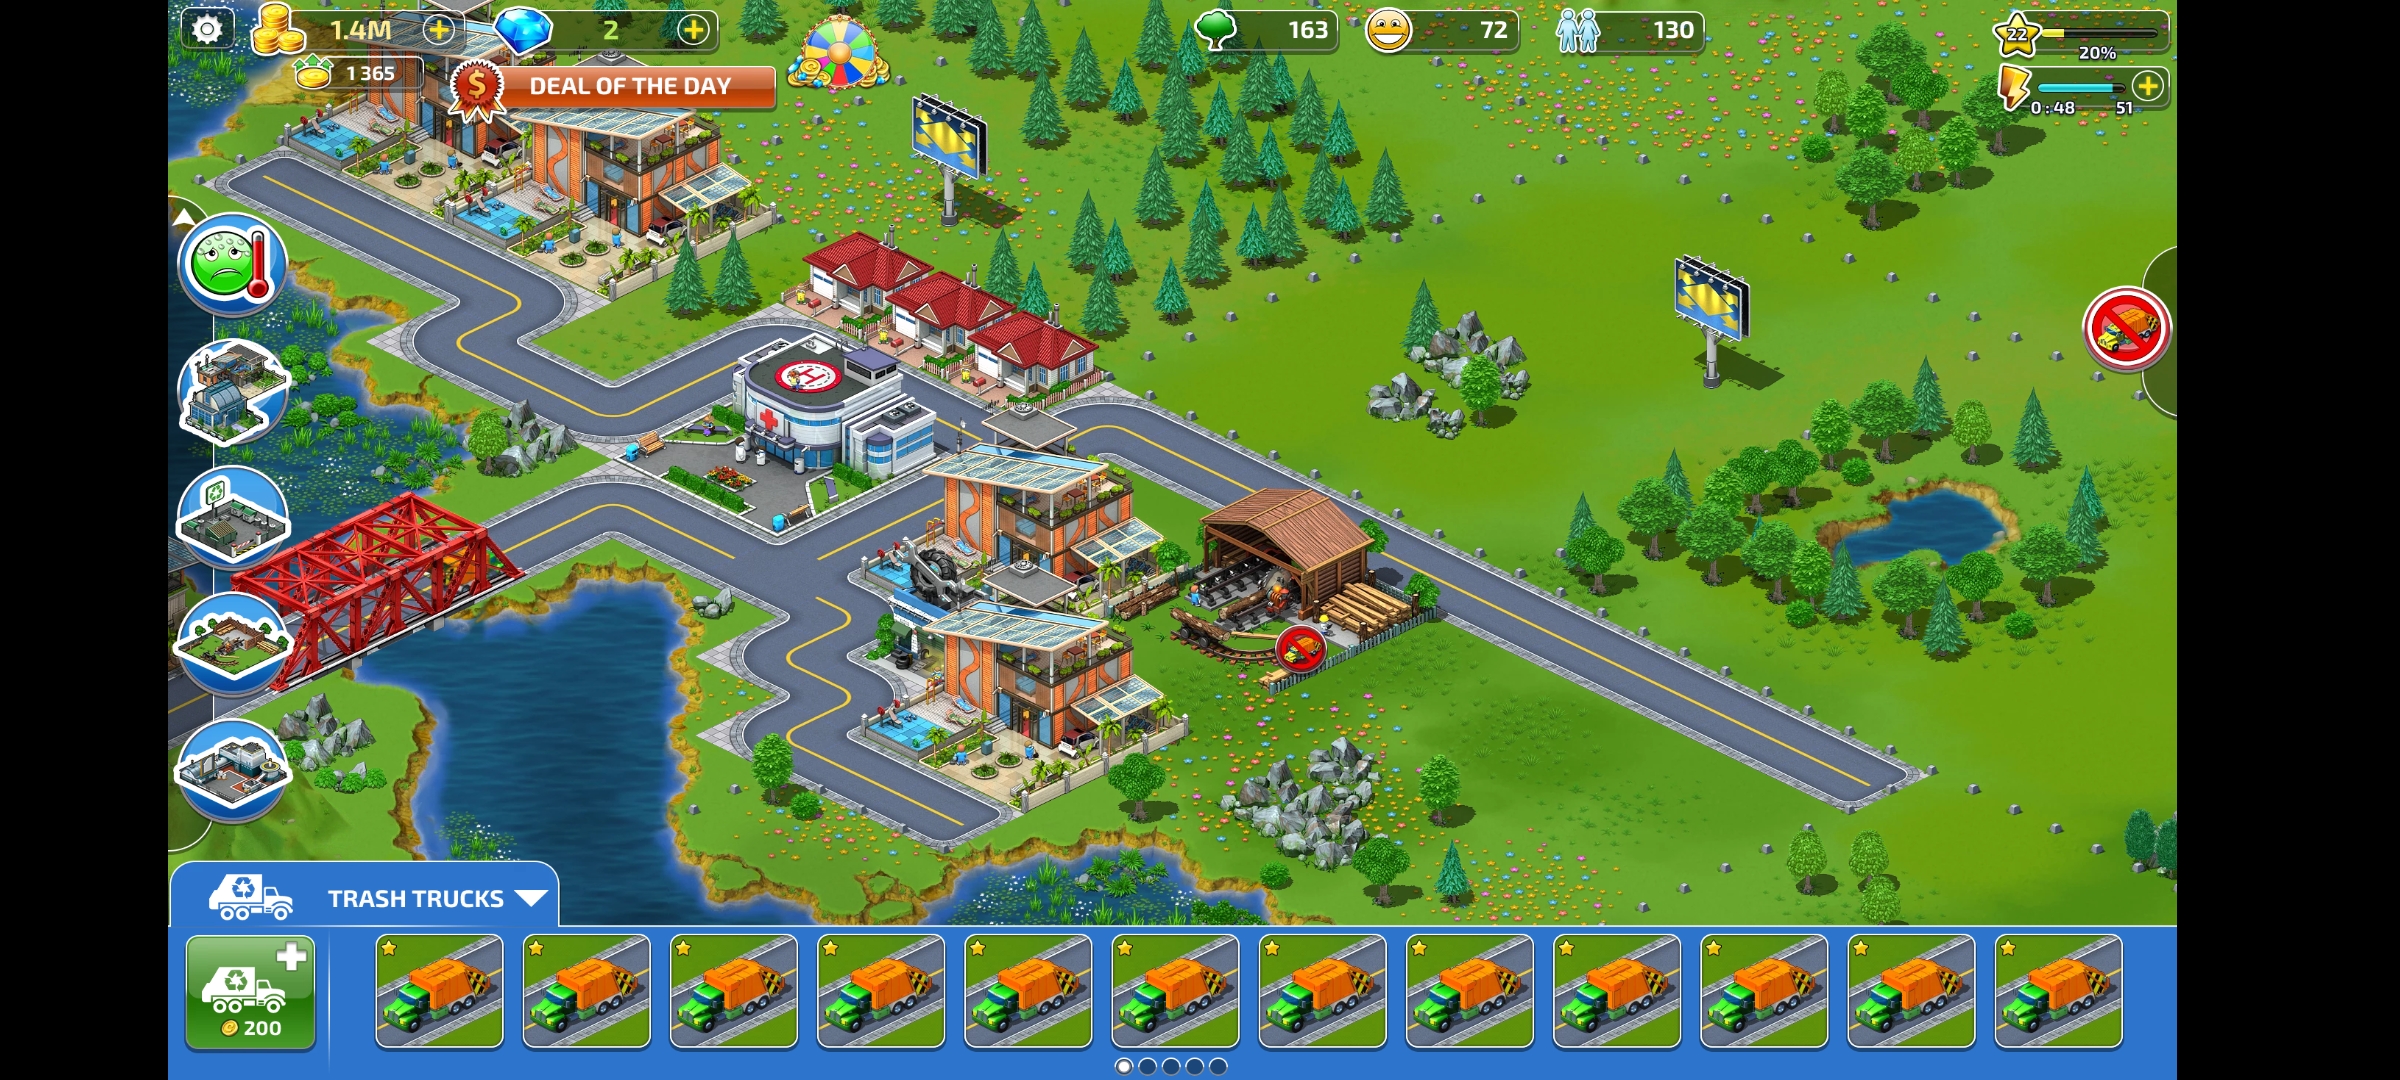 1.4M
2
163
72
130
22
20%
1 365
DEAL OF THE DAY
0:48
51
H
TRASH TRUCKS
200